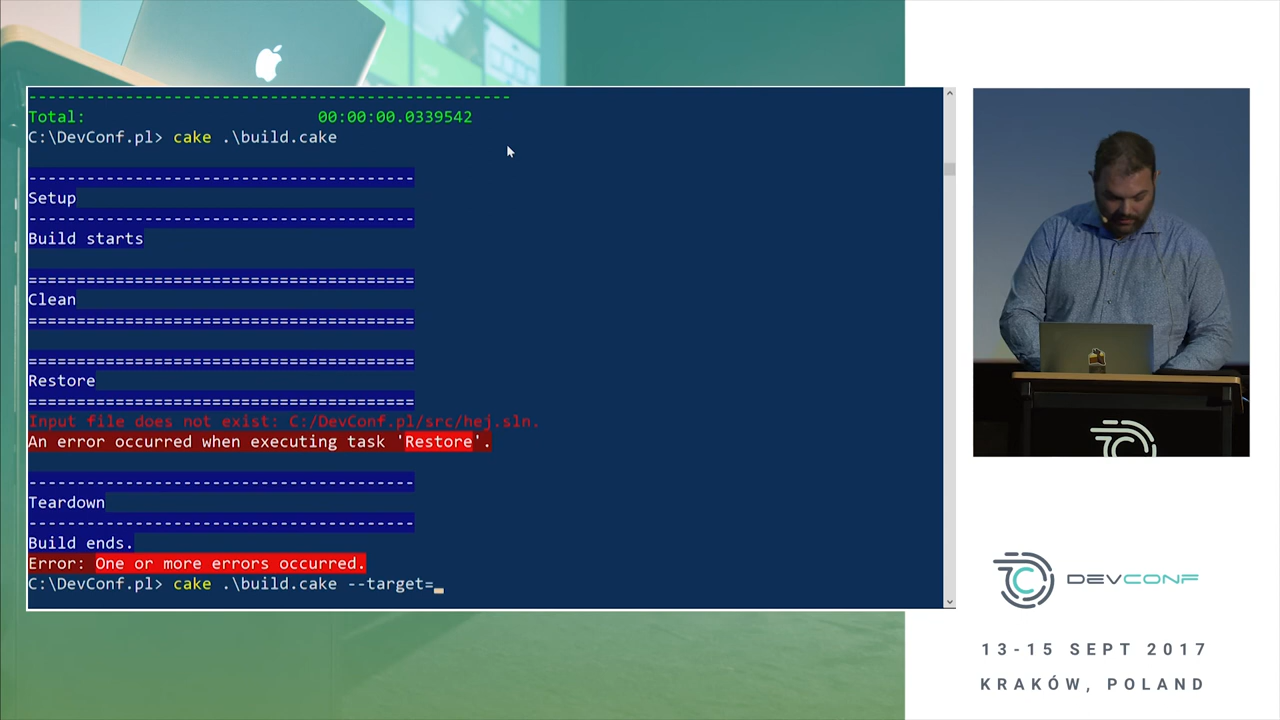 ----------------------------------------‑---------
Total:                        00:00:00.0339542
C:\DevConf.pl> cake .\build.cake
----------------------------------------
Setup
----------------------------------------
Build starts
========================================
Clean
========================================
========================================
Restore
========================================
Input file does not exist: C:/DevConf.pl/src/hej.sln.
An error occurred when executing task 'Restore'.
----------------------------------------
Teardown
----------------------------------------
Build ends.
Error: One or more errors occurred.
C:\DevConf.pl> cake .\build.cake --target=_
DEVCONF
13-15 SEPT 2017
KRAKÓW, POLAND